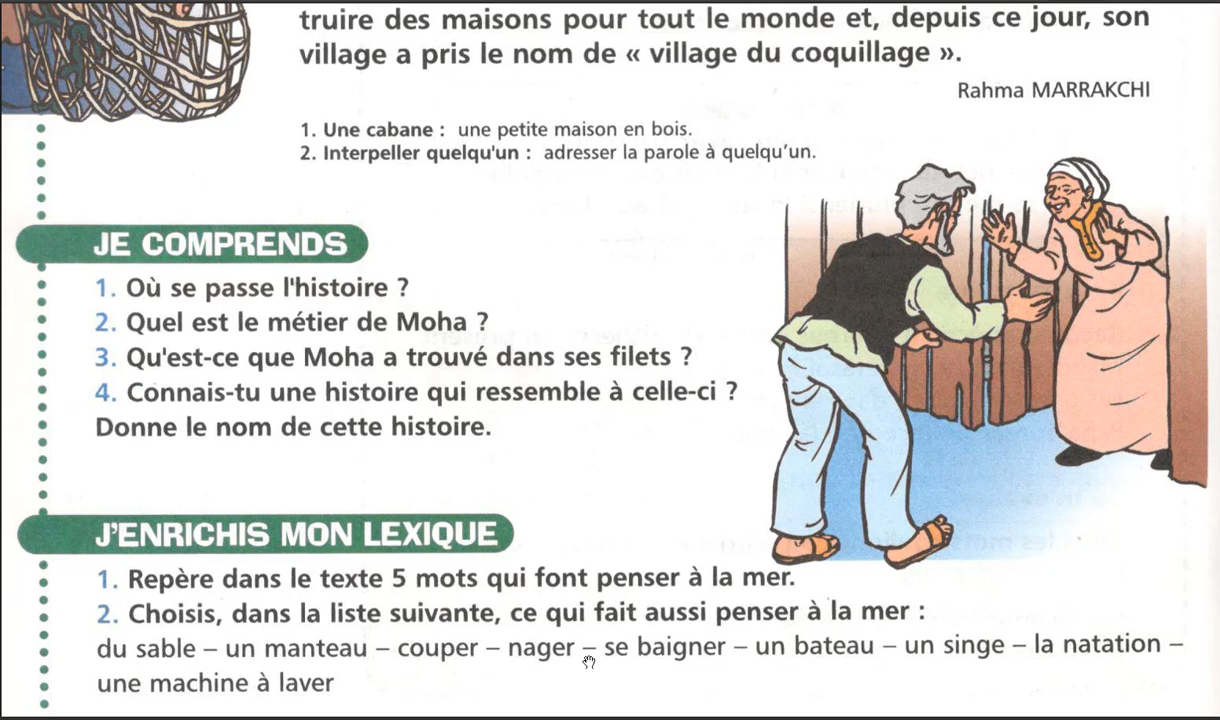 truire des maisons pour tout le monde et, depuis ce jour, son
village a pris le nom de « village du coquillage ».
Rahma MARRAKCHI
1. Une cabane : une petite maison en bois.
2. Interpeller quelqu'un : adresser la parole à quelqu'un.
JE COMPRENDS
1. Où se passe l'histoire ?
2. Quel est le métier de Moha ?
3. Qu'est-ce que Moha a trouvé dans ses filets ?
4. Connais-tu une histoire qui ressemble à celle-ci ?
Donne le nom de cette histoire.
J'ENRICHIS MON LEXIQUE
1. Repère dans le texte 5 mots qui font penser à la mer.
2. Choisis, dans la liste suivante, ce qui fait aussi penser à la mer :
du sable – un manteau – couper – nager – se baigner – un bateau – un singe – la natation –
une machine à laver